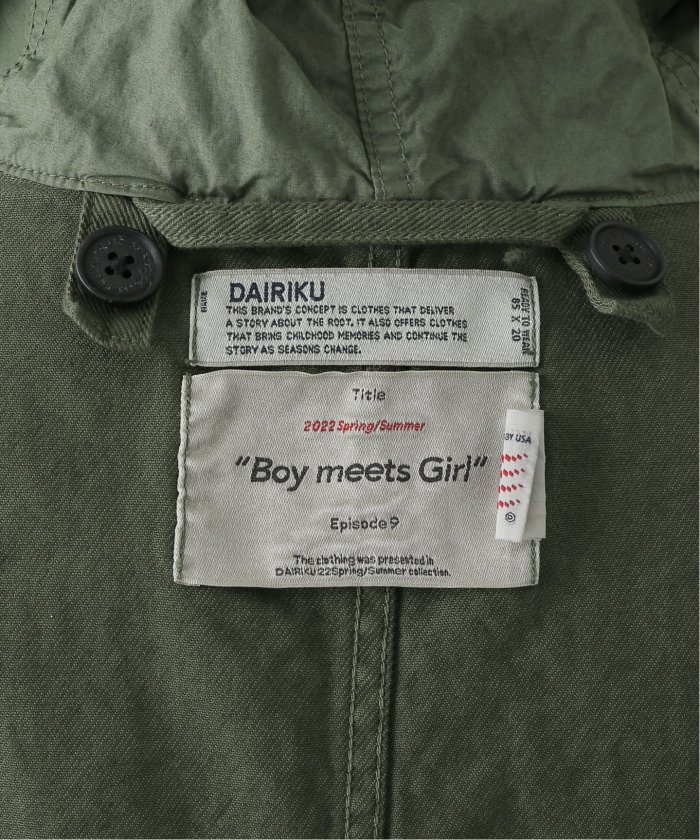 DAIRIKU
THIS BRAND'S CONCEPT IS CLOTHES THAT DELIVER
A STORY ABOUT THE ROOT. IT ALSO OFFERS CLOTHES
THAT BRING CHILDHOOD MEMORIES AND CONTINUE THE
STORY AS SEASONS CHANGE.
READY TO WEAR
85 X 20
Title
2022 Spring/Summer
"Boy meets Girl"
Episode 9
The clothing was presented in
DAIRIKU 22Spring/Summer collection.
BY USA
©